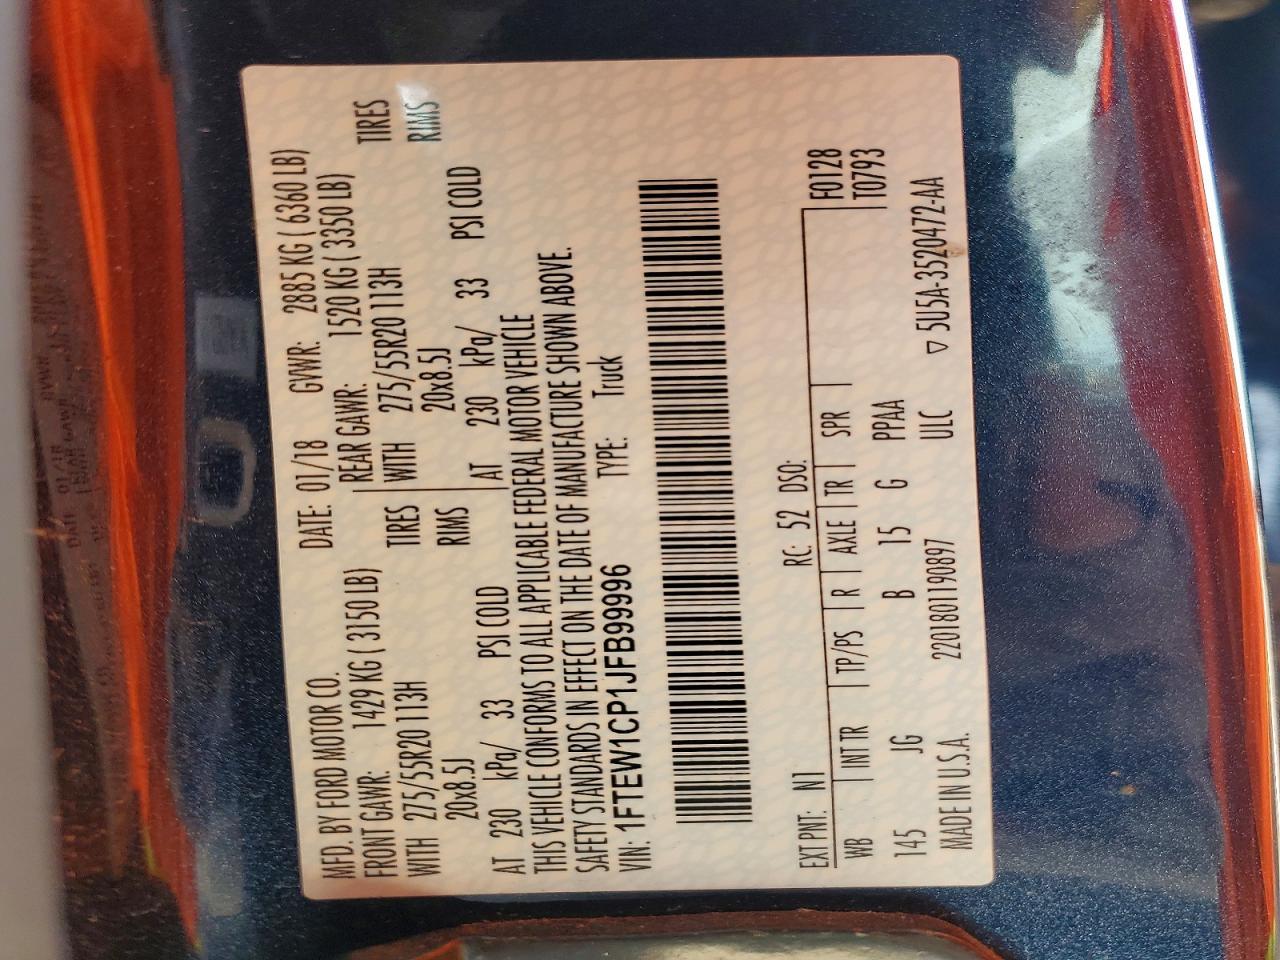 MFD. BY FORD MOTOR CO. DATE: 01/18 GVWR: 2885 KG ( 6360 LB)
FRONT GAWR: 1429 KG ( 3150 LB) REAR GAWR: 1520 KG ( 3350 LB)
WITH 275/55R20 113H TIRES WITH 275/55R20 113H TIRES
20x8.5J RIMS 20x8.5J RIMS
AT 230 kPa/ 33 PSI COLD AT 230 kPa/ 33 PSI COLD
THIS VEHICLE CONFORMS TO ALL APPLICABLE FEDERAL MOTOR VEHICLE
SAFETY STANDARDS IN EFFECT ON THE DATE OF MANUFACTURE SHOWN ABOVE.
VIN: 1FTEW1CP1JFB99996 TYPE: Truck
EXT PNT: N1 RC: 52 DSO: F0128
WB INT TR TP/PS R AXLE TR SPR T0793
145 JG B 15 G PPAA
ULC
MADE IN U.S.A. 220180119​0897 ▽ 5U5A-3520472-AA